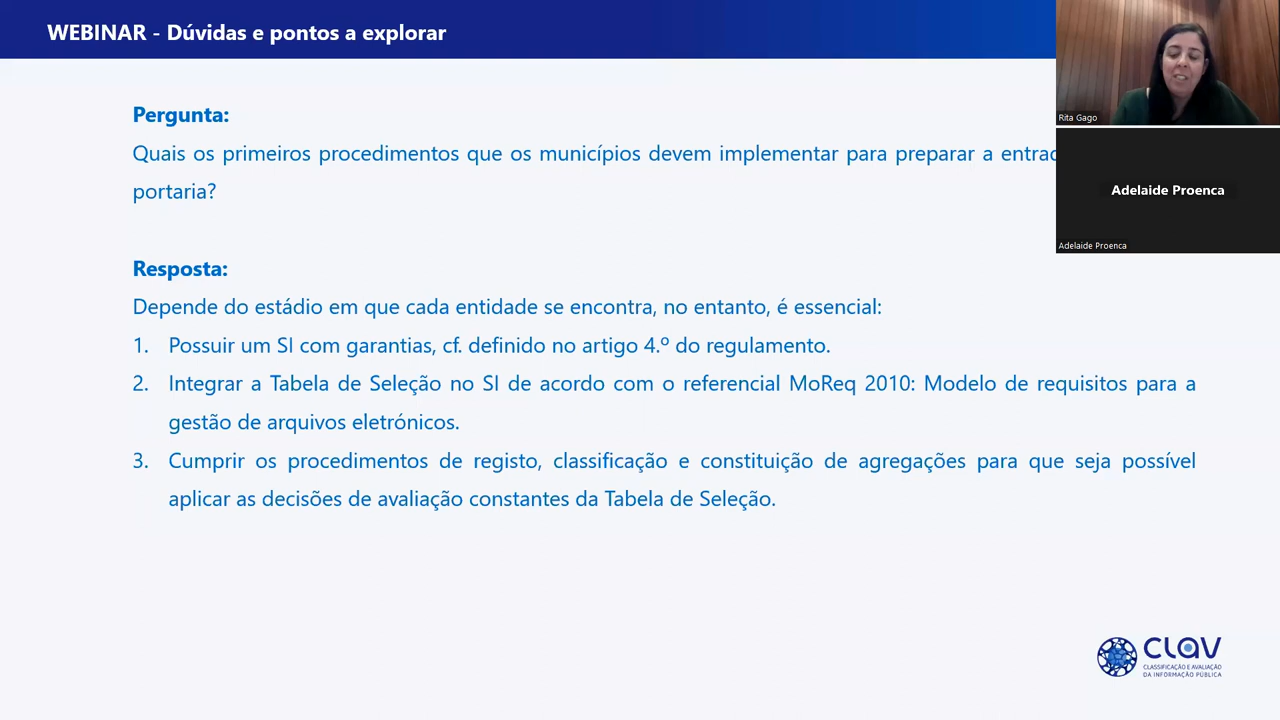 WEBINAR - Dúvidas e pontos a explorar
Rita Gago
Pergunta:
Quais os primeiros procedimentos que os municípios devem implementar para preparar a
portaria?
Adelaide Proenca
Adelaide Proenca
Resposta:
Depende do estádio em que cada entidade se encontra, no entanto, é essencial:
1. Possuir um SI com garantias, cf. definido no artigo 4.º do regulamento.
2. Integrar a Tabela de Seleção no SI de acordo com o referencial MoReq 2010: Modelo de requisitos para a
gestão de arquivos eletrónicos.
3. Cumprir os procedimentos de registo, classificação e constituição de agregações para que seja possível
aplicar as decisões de avaliação constantes da Tabela de Seleção.
CLAV
CLASSIFICAÇÃO E AVALIAÇÃO
DA INFORMAÇÃO PÚBLICA